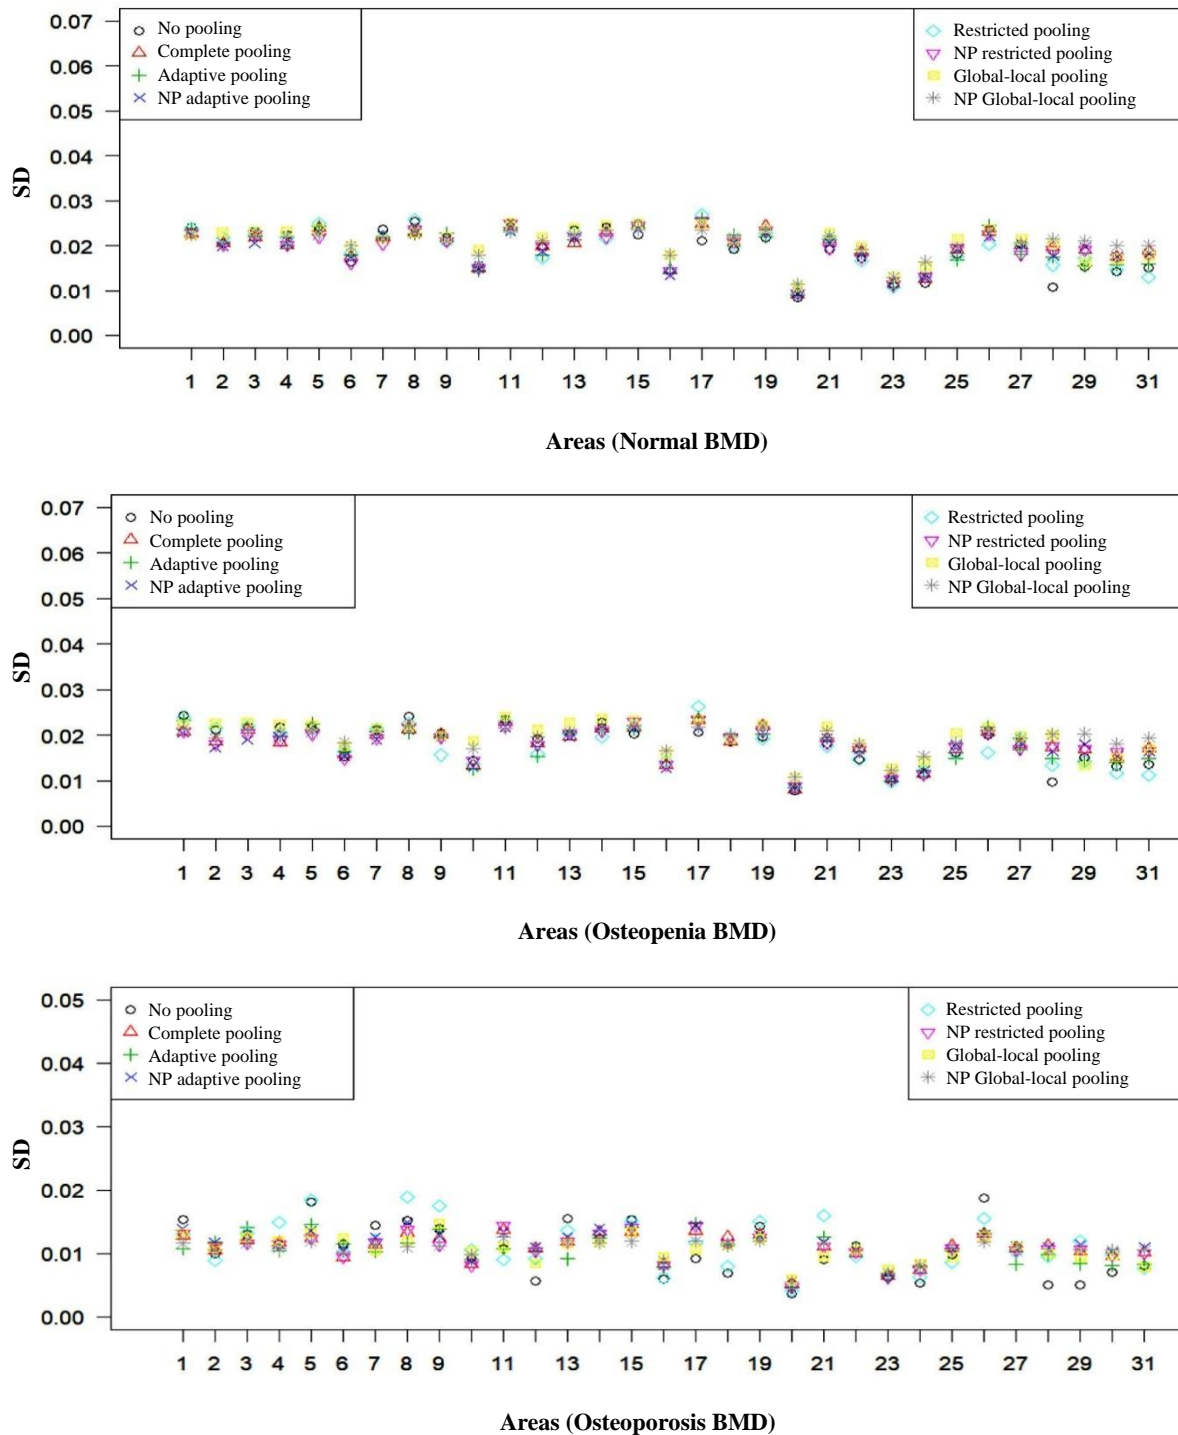 0.07
0.06
0.05
0.04
0.03
0.02
0.01
0.00
SD
No pooling
Complete pooling
Adaptive pooling
NP adaptive pooling
Restricted pooling
NP restricted pooling
Global-local pooling
NP Global-local pooling
1 2 3 4 5 6 7 8 9 11 13 15 17 19 21 23 25 27 29 31
Areas (Normal BMD)
0.07
0.06
0.05
0.04
0.03
0.02
0.01
0.00
SD
No pooling
Complete pooling
Adaptive pooling
NP adaptive pooling
Restricted pooling
NP restricted pooling
Global-local pooling
NP Global-local pooling
1 2 3 4 5 6 7 8 9 11 13 15 17 19 21 23 25 27 29 31
Areas (Osteopenia BMD)
0.05
0.04
0.03
0.02
0.01
0.00
SD
No pooling
Complete pooling
Adaptive pooling
NP adaptive pooling
Restricted pooling
NP restricted pooling
Global-local pooling
NP Global-local pooling
1 2 3 4 5 6 7 8 9 11 13 15 17 19 21 23 25 27 29 31
Areas (Osteoporosis BMD)